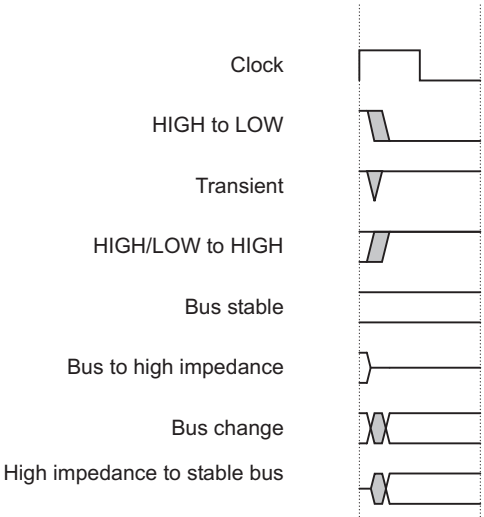 Clock
HIGH to LOW
Transient
HIGH/LOW to HIGH
Bus stable
Bus to high impedance
Bus change
High impedance to stable bus